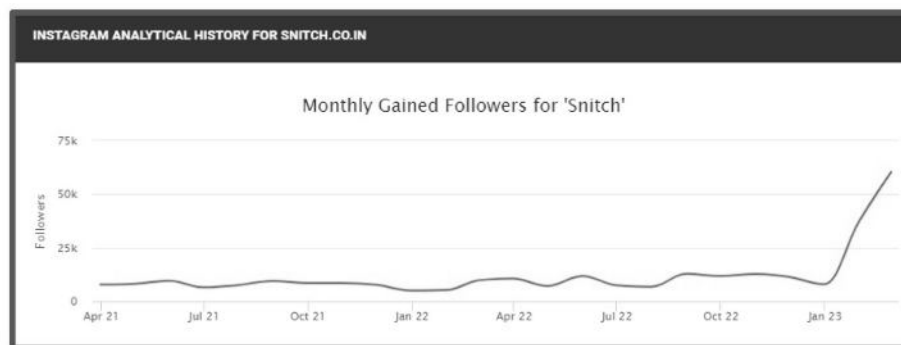 INSTAGRAM ANALYTICAL HISTORY FOR SNITCH.CO.IN
Monthly Gained Followers for 'Snitch'
75k
50k
25k
0
Followers
Apr 21 Jul 21 Oct 21 Jan 22 Apr 22 Jul 22 Oct 22 Jan 23